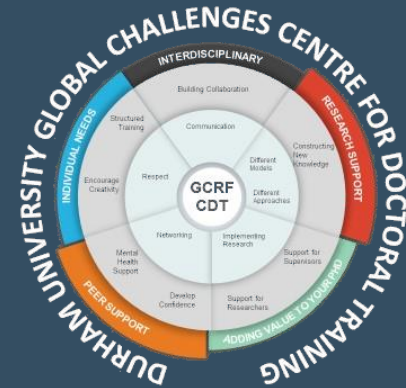 DURHAM UNIVERSITY GLOBAL CHALLENGES CENTRE FOR DOCTORAL TRAINING
INTERDISCIPLINARY
RESEARCH SUPPORT
ADDING VALUE TO YOUR PHD
PEER SUPPORT
INDIVIDUAL NEEDS
Building Collaboration
Constructing
New
Knowledge
Support for
Supervisors
Support for
Researchers
Develop
Confidence
Mental
Health
Support
Encourage
Creativity
Structured
Training
Communication
Different
Models
Different
Approaches
Implementing
Research
Networking
Respect
GCRF
CDT